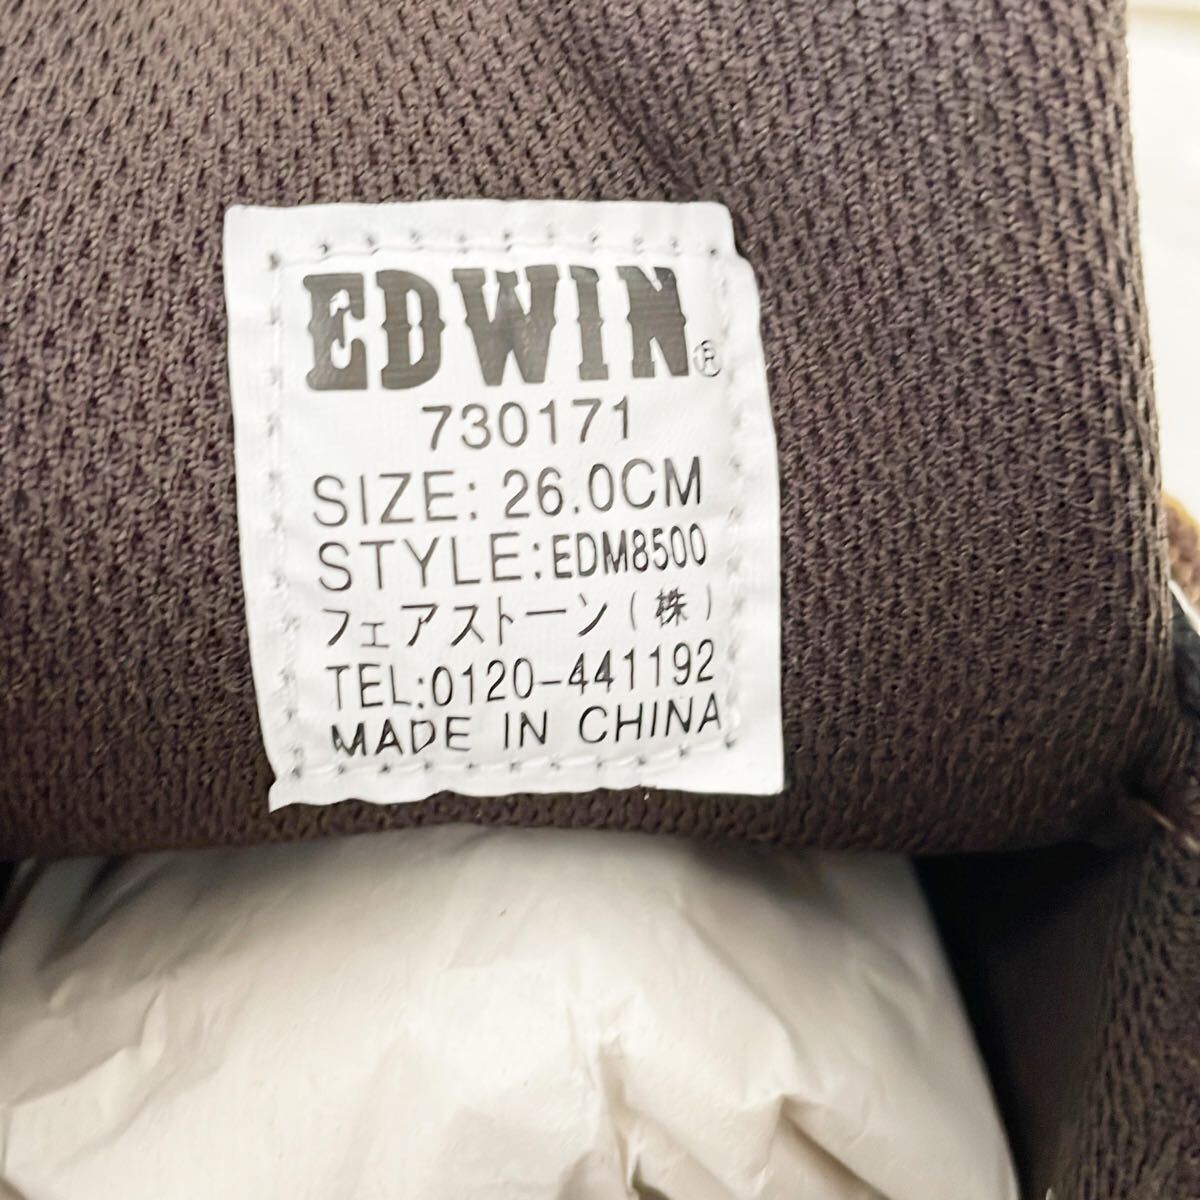 EDWIN®
730171
SIZE: 26.0CM
STYLE:EDM8500
フェアストーン(株)
TEL:0120-441192
MADE IN CHINA